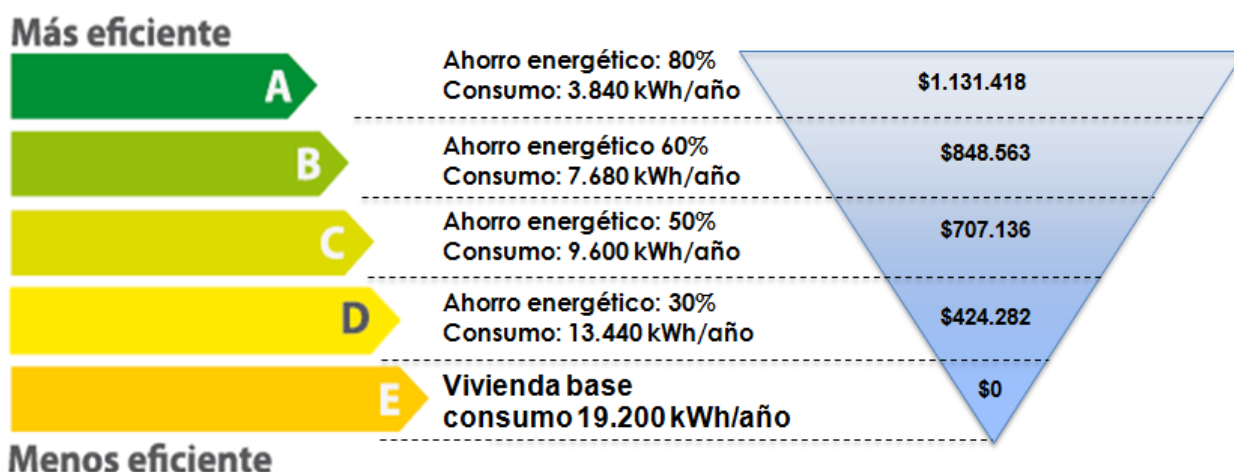 Más eficiente
A
Ahorro energético: 80%
Consumo: 3.840 kWh/año
$1.131.418
B
Ahorro energético 60%
Consumo: 7.680 kWh/año
$848.563
C
Ahorro energético: 50%
Consumo: 9.600 kWh/año
$707.136
D
Ahorro energético: 30%
Consumo: 13.440 kWh/año
$424.282
E
Vivienda base
consumo 19.200 kWh/año
$0
Menos eficiente